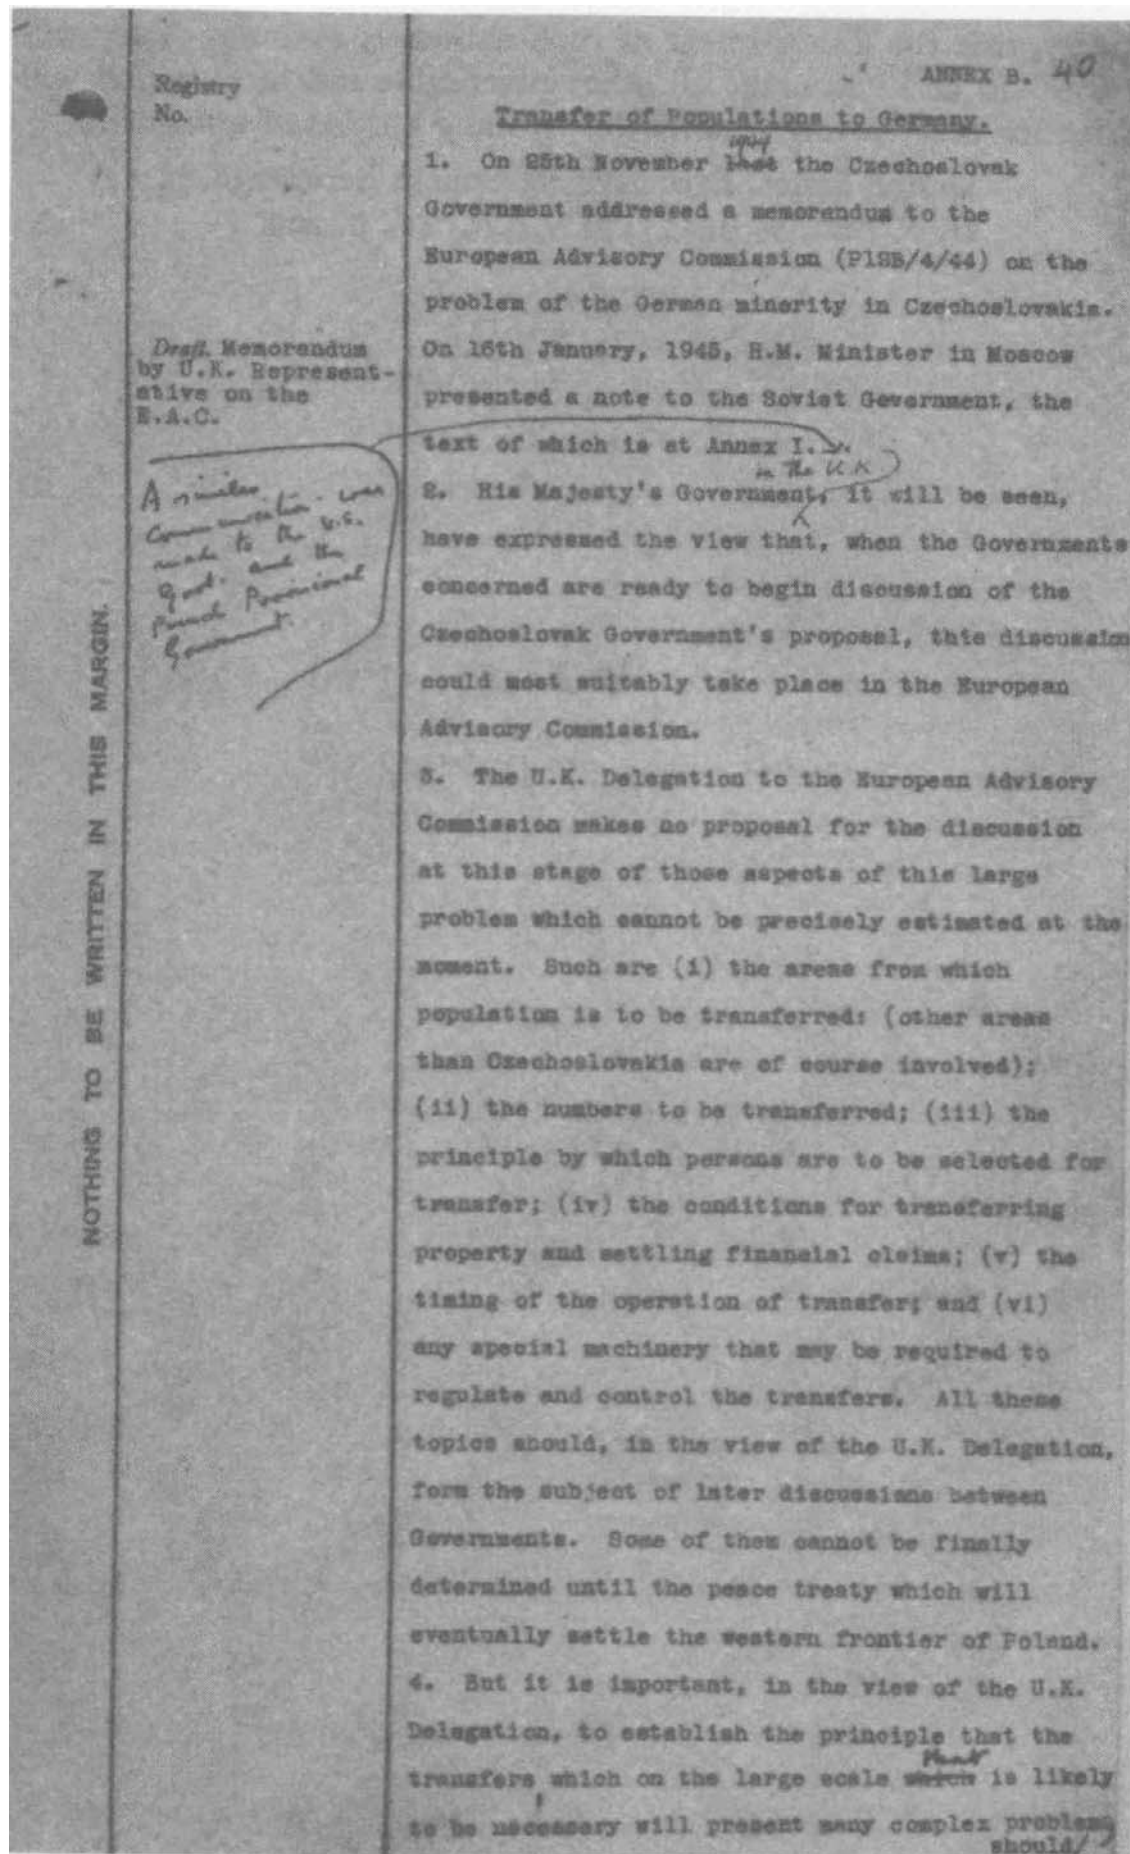 ANNEX B. 40
Registry
No.
Transfer of Populations to Germany.
1944
1. On 25th November last the Czechoslovak
Government addressed a memorandum to the
European Advisory Commission (P1SB/4/44) on the
problem of the German minority in Czechoslovakia.
Draft. Memorandum
by U.K. Represent-
ative on the
E.A.C.
On 16th January, 1945, H.M. Minister in Moscow
presented a note to the Soviet Government, the
text of which is at Annex I.
A similar
communication was
made to the U.S.
Govt. and the
French Provisional
Government.
in the U.K
2. His Majesty's Government, it will be seen,
have expressed the view that, when the Governments
concerned are ready to begin discussion of the
Czechoslovak Government's proposal, this discussion
could most suitably take place in the European
Advisory Commission.
3. The U.K. Delegation to the European Advisory
Commission makes no proposal for the discussion
at this stage of those aspects of this large
problem which cannot be precisely estimated at the
moment. Such are (i) the areas from which
population is to be transferred: (other areas
than Czechoslovakia are of course involved);
(ii) the numbers to be transferred; (iii) the
principle by which persons are to be selected for
transfer; (iv) the conditions for transferring
property and settling financial claims; (v) the
timing of the operation of transfer; and (vi)
any special machinery that may be required to
regulate and control the transfers. All these
topics should, in the view of the U.K. Delegation,
form the subject of later discussions between
Governments. Some of them cannot be finally
determined until the peace treaty which will
eventually settle the western frontier of Poland.
4. But it is important, in the view of the U.K.
Delegation, to establish the principle that the
that
transfers, which on the large scale which is likely
to be necessary will present many complex problems,
should/
NOTHING TO BE WRITTEN IN THIS MARGIN.